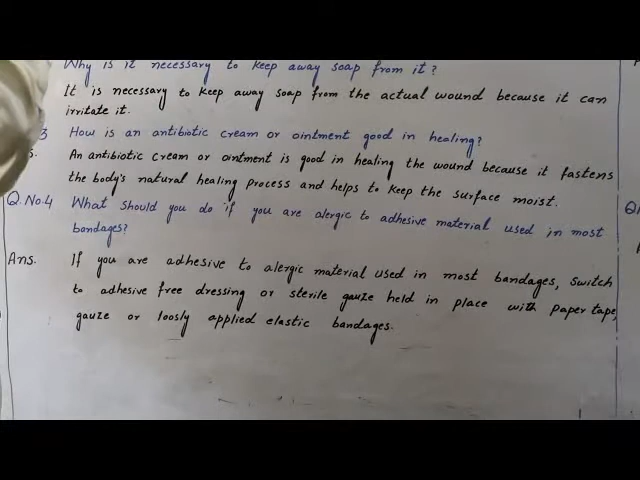 Why is it necessary to keep away soap from it?
It is necessary to keep away soap from the actual wound because it can
irritate it.
3 How is an antibiotic cream or ointment good in healing?
s. An antibiotic cream or ointment is good in healing the wound because it fastens
the body's natural healing process and helps to keep the surface moist.
Q.No.4 What should you do if you are alergic to adhesive material used in most
bandages?
Ans. If you are adhesive to alergic material used in most bandages, switch
to adhesive free dressing or sterile gauze held in place with paper tape,
gauze or loosly applied elastic bandages.